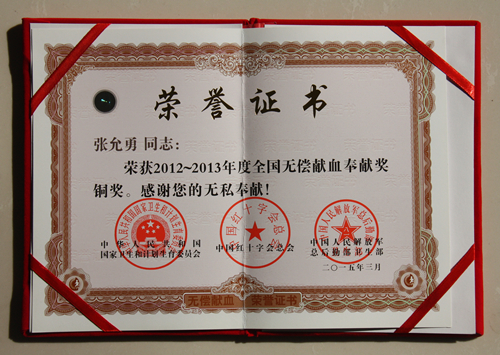 荣誉证书
张允勇 同志：
荣获2012~2013年度全国无偿献血奉献奖
铜奖。感谢您的无私奉献！
中华人民共和国
国家卫生和计划生育委员会
中国红十字会总会
中国人民解放军
总后勤部卫生部
二〇一五年三月
无偿献血 荣誉证书